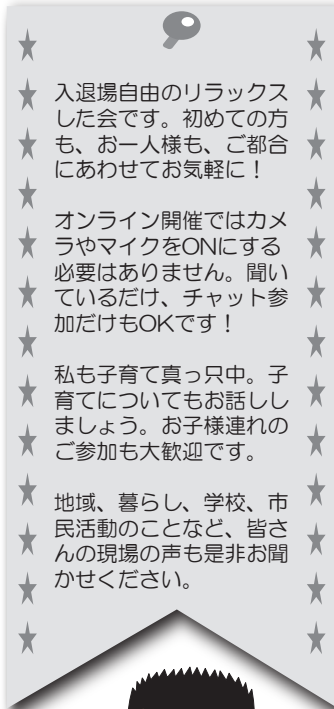 入退場自由のリラックス
した会です。初めての方
も、お一人様も、ご都合
にあわせてお気軽に！
オンライン開催ではカメ
ラやマイクをONにする
必要はありません。聞い
ているだけ、チャット参
加だけもOKです！
私も子育て真っ只中。子
育てについてもお話しし
ましょう。お子様連れの
ご参加も大歓迎です。
地域、暮らし、学校、市
民活動のことなど、皆さ
んの現場の声も是非お聞
かせください。